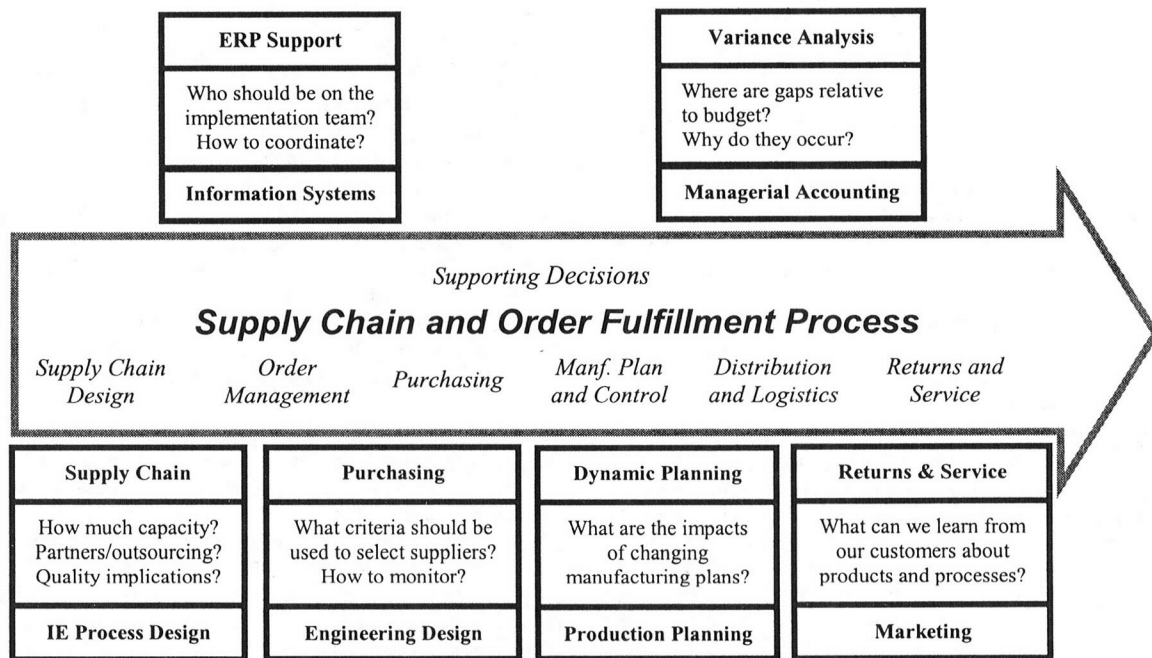 ERP Support
Who should be on the
implementation team?
How to coordinate?
Information Systems
Variance Analysis
Where are gaps relative
to budget?
Why do they occur?
Managerial Accounting
Supporting Decisions
Supply Chain and Order Fulfillment Process
Supply Chain
Design
Order
Management
Purchasing
Manf. Plan
and Control
Distribution
and Logistics
Returns and
Service
Supply Chain
How much capacity?
Partners/outsourcing?
Quality implications?
IE Process Design
Purchasing
What criteria should be
used to select suppliers?
How to monitor?
Engineering Design
Dynamic Planning
What are the impacts
of changing
manufacturing plans?
Production Planning
Returns & Service
What can we learn from
our customers about
products and processes?
Marketing